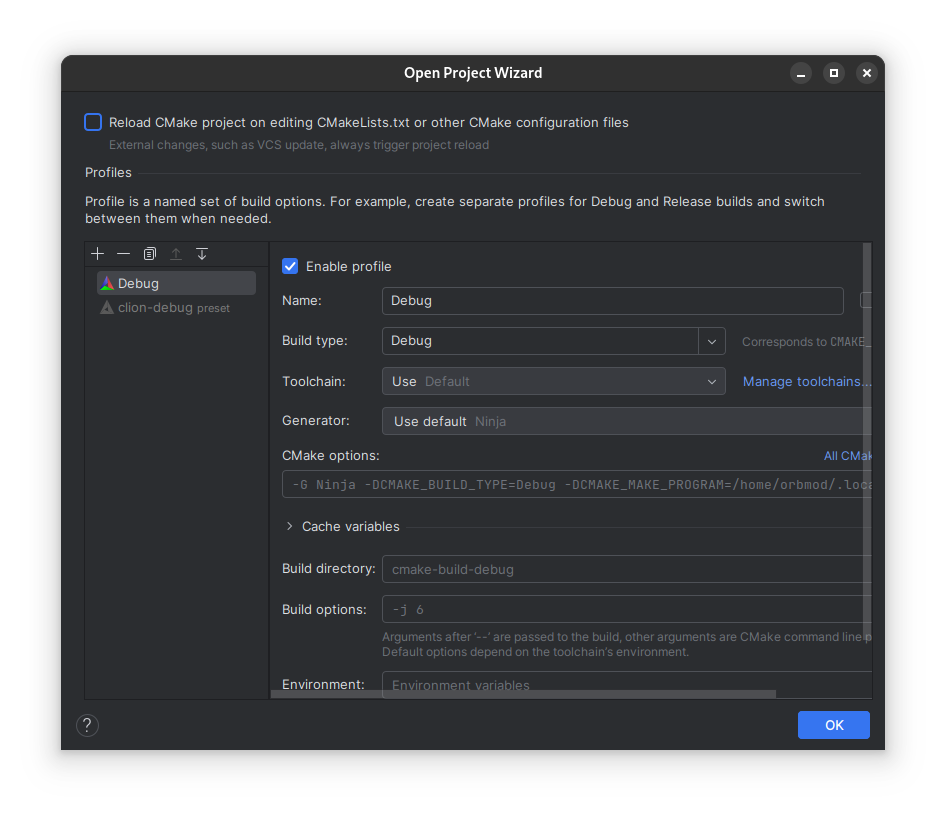 Open Project Wizard
Reload CMake project on editing CMakeLists.txt or other CMake configuration files
External changes, such as VCS update, always trigger project reload
Profiles
Profile is a named set of build options. For example, create separate profiles for Debug and Release builds and switch
between them when needed.
Debug
clion-debug preset
Enable profile
Name: Debug
Build type: Debug Corresponds to CMAKE_
Toolchain: Use Default Manage toolchains...
Generator: Use default Ninja
CMake options: All CMak
-G Ninja -DCMAKE_BUILD_TYPE=Debug -DCMAKE_MAKE_PROGRAM=/home/orbmod/.loca
Cache variables
Build directory: cmake-build-debug
Build options: -j 6
Arguments after '--' are passed to the build, other arguments are CMake command line p
Default options depend on the toolchain's environment.
Environment: Environment variables
?
OK